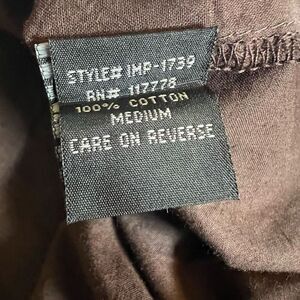 STYLE# IMP-1739
RN# 117778
100% COTTON
MEDIUM
CARE ON REVERSE